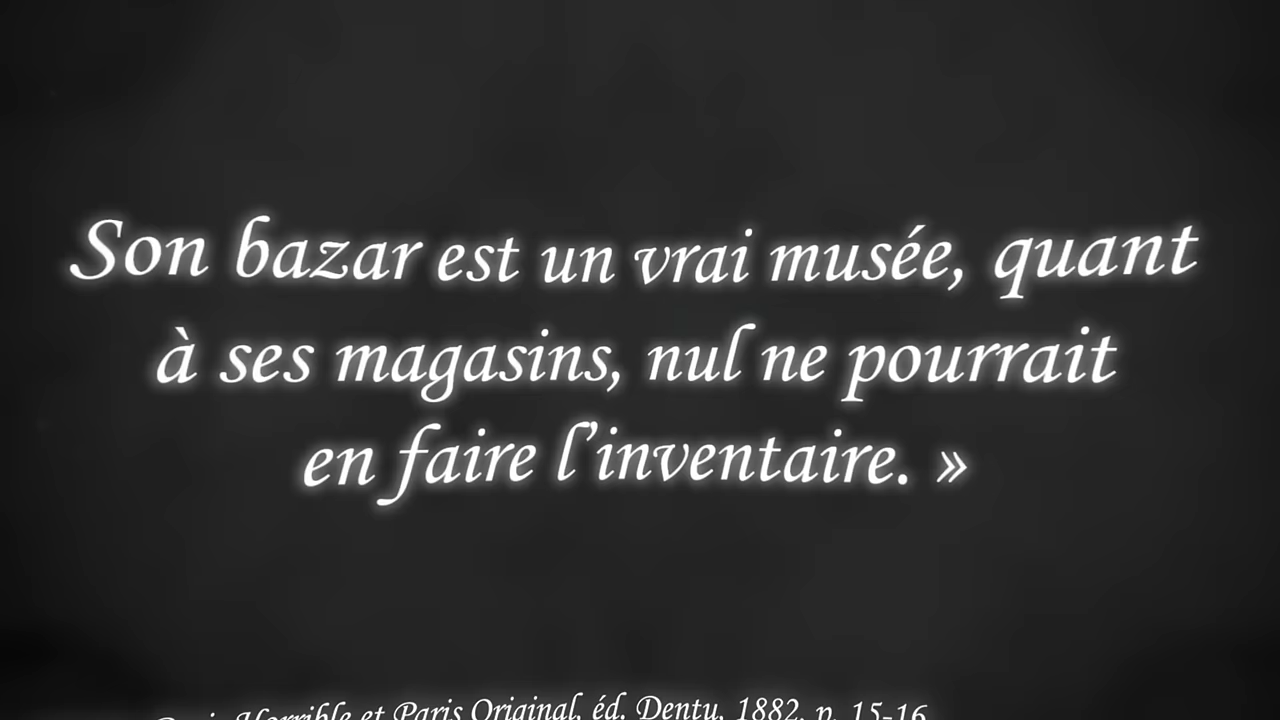 Son bazar est un vrai musée, quant
à ses magasins, nul ne pourrait
en faire l’inventaire. »
Paris Horrible et Paris Original, éd. Dentu, 1882, p. 15-16